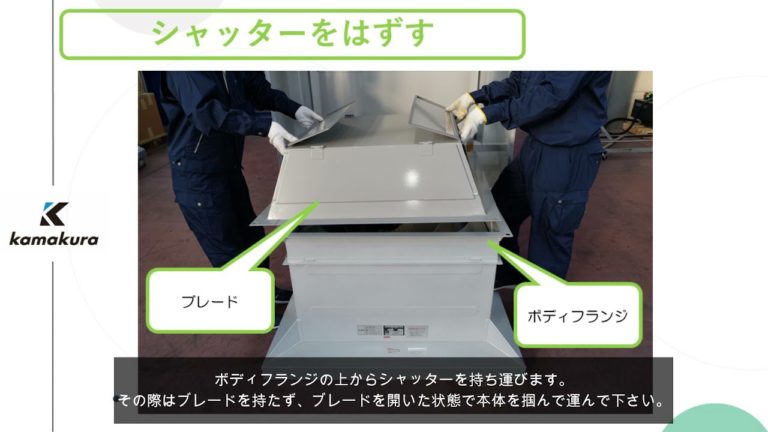 シャッターをはずす
kamakura
ブレード
ボディフランジ
ボディフランジの上からシャッターを持ち運びます。
その際はブレードを持たず、ブレードを開いた状態で本体を掴んで運んで下さい。